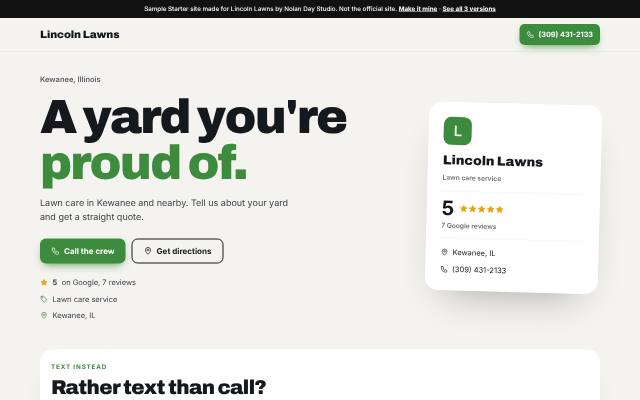 Sample Starter site made for Lincoln Lawns by Nolan Day Studio. Not the official site. Make it mine · See all 3 versions
Lincoln Lawns
(309) 431-2133
Kewanee, Illinois
A yard you're
proud of.
Lawn care in Kewanee and nearby. Tell us about your yard
and get a straight quote.
Call the crew
Get directions
5 on Google, 7 reviews
Lawn care service
Kewanee, IL
L
Lincoln Lawns
Lawn care service
5
7 Google reviews
Kewanee, IL
(309) 431-2133
TEXT INSTEAD
Rather text than call?